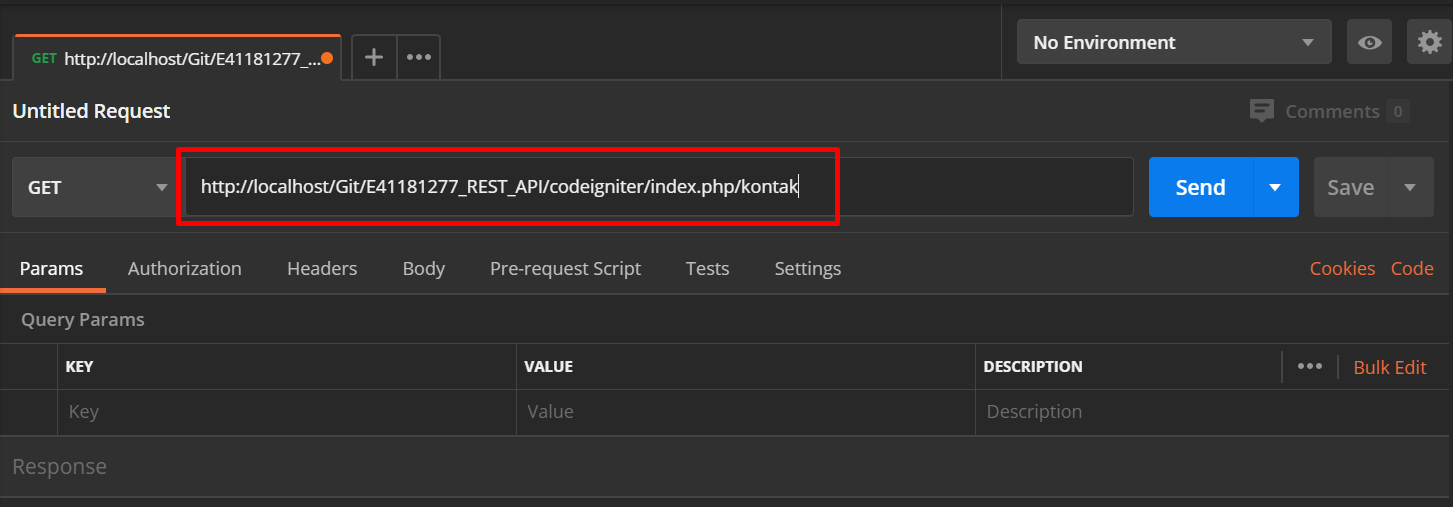 GET http://localhost/Git/E41181277_...
No Environment
Untitled Request
Comments 0
GET
http://localhost/Git/E41181277_REST_API/codeigniter/index.php/kontak
Send
Save
Params Authorization Headers Body Pre-request Script Tests Settings Cookies Code
Query Params
KEY VALUE DESCRIPTION Bulk Edit
Key Value Description
Response